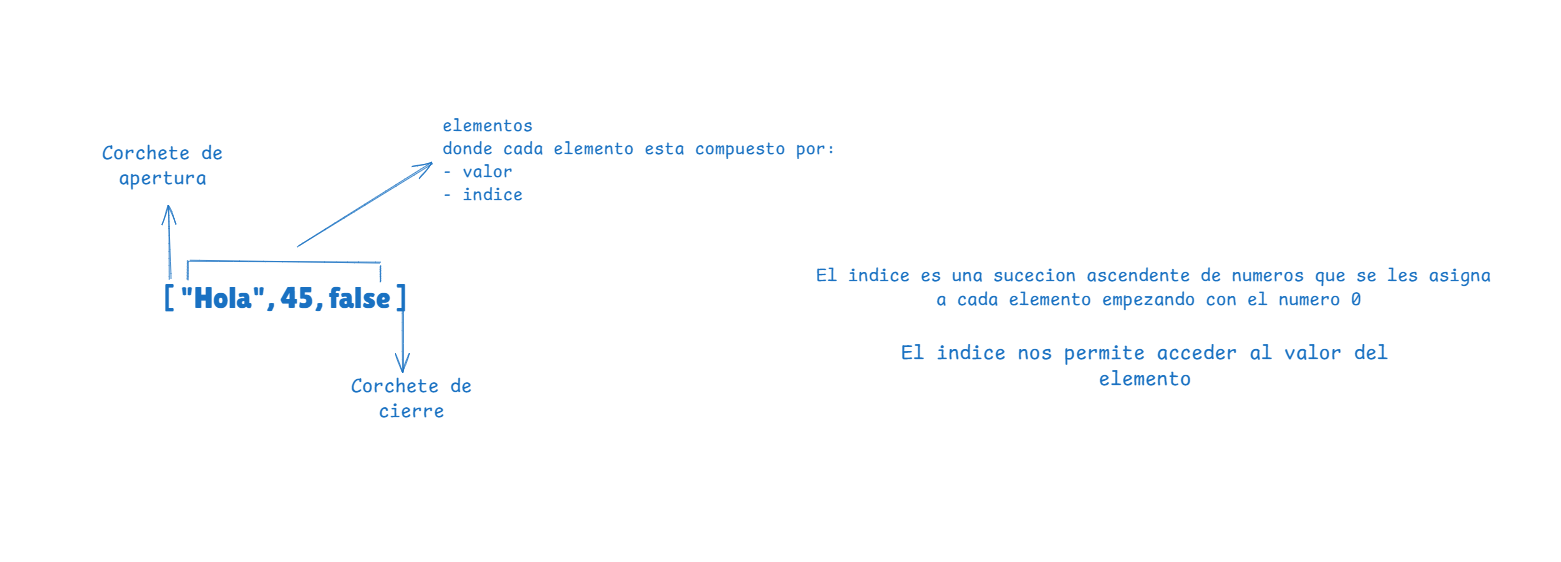 elementos
donde cada elemento esta compuesto por:
- valor
- indice
Corchete de
apertura
[ "Hola", 45, false ]
Corchete de
cierre
El indice es una sucecion ascendente de numeros que se les asigna
a cada elemento empezando con el numero 0
El indice nos permite acceder al valor del
elemento